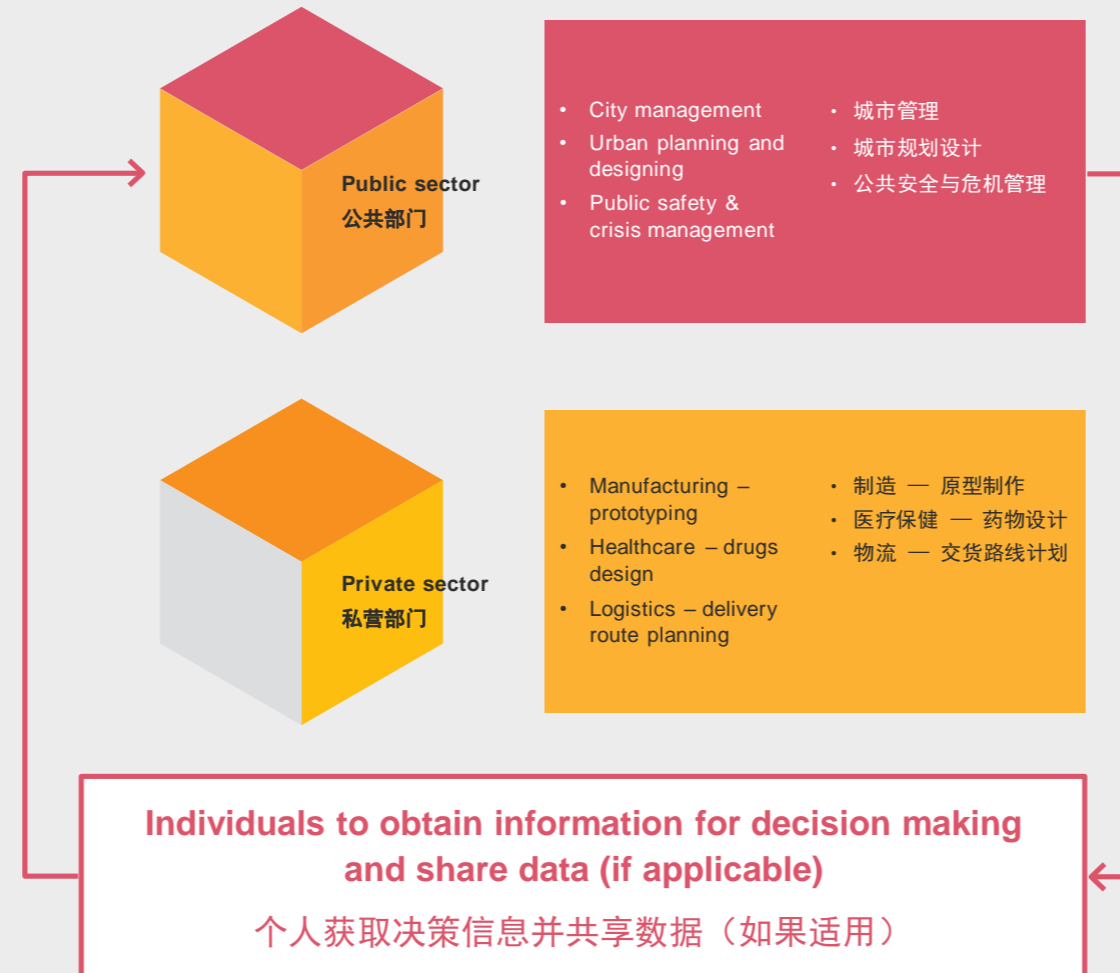 Public sector
公共部门
• City management
• Urban planning and
designing
• Public safety &
crisis management
• 城市管理
• 城市规划设计
• 公共安全与危机管理
Private sector
私营部门
• Manufacturing –
prototyping
• Healthcare – drugs
design
• Logistics – delivery
route planning
• 制造 — 原型制作
• 医疗保健 — 药物设计
• 物流 — 交货路线计划
Individuals to obtain information for decision making
and share data (if applicable)
个人获取决策信息并共享数据（如果适用）